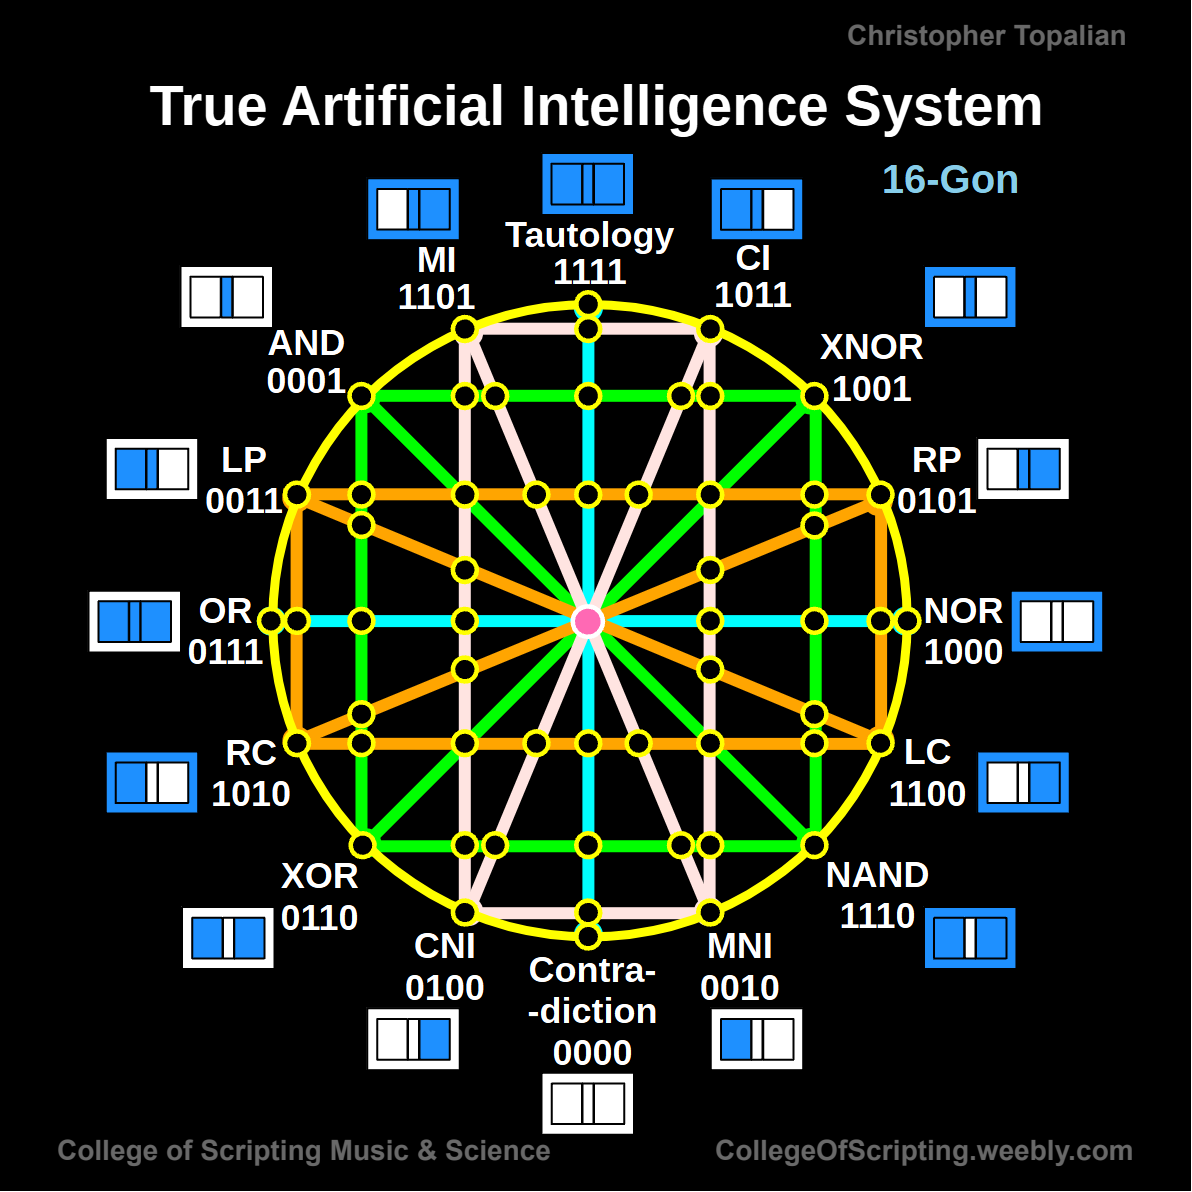 Christopher Topalian
True Artificial Intelligence System
16-Gon
Tautology
1111
MI
1101
CI
1011
AND
0001
XNOR
1001
LP
0011
RP
0101
OR
0111
NOR
1000
RC
1010
LC
1100
XOR
0110
NAND
1110
CNI
0100
Contra-
-diction
0000
MNI
0010
College of Scripting Music & Science
CollegeOfScripting.weebly.com